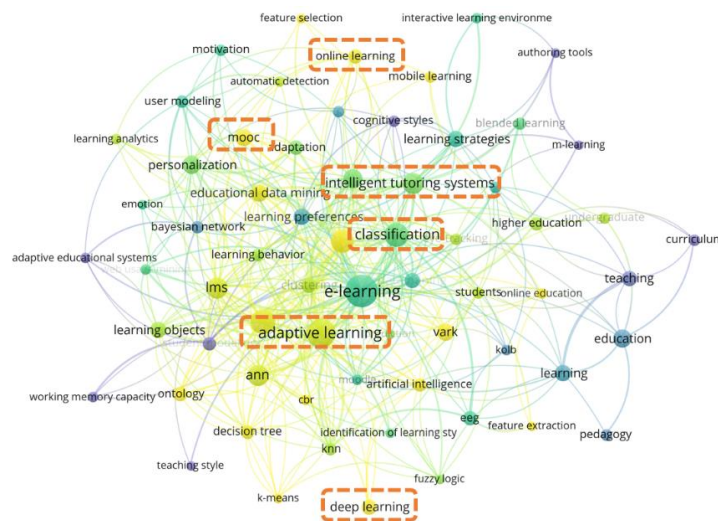 feature selection
interactive learning environme
motivation
online learning
authoring tools
automatic detection
mobile learning
user modeling
cognitive styles
blended learning
learning analytics
mooc
learning strategies
adaptation
m-learning
personalization
intelligent tutoring systems
educational data mining
emotion
learning preferences
undergraduate
bayesian network
higher education
classification
curriculum
adaptive educational systems
learning behavior
teaching
clustering
lms
e-learning
students
online education
learning objects
adaptive learning
vark
education
kolb
ann
moodle
learning
working memory capacity
ontology
artificial intelligence
cbr
eeg
decision tree
identification of learning sty
feature extraction
pedagogy
knn
teaching style
fuzzy logic
k-means
deep learning